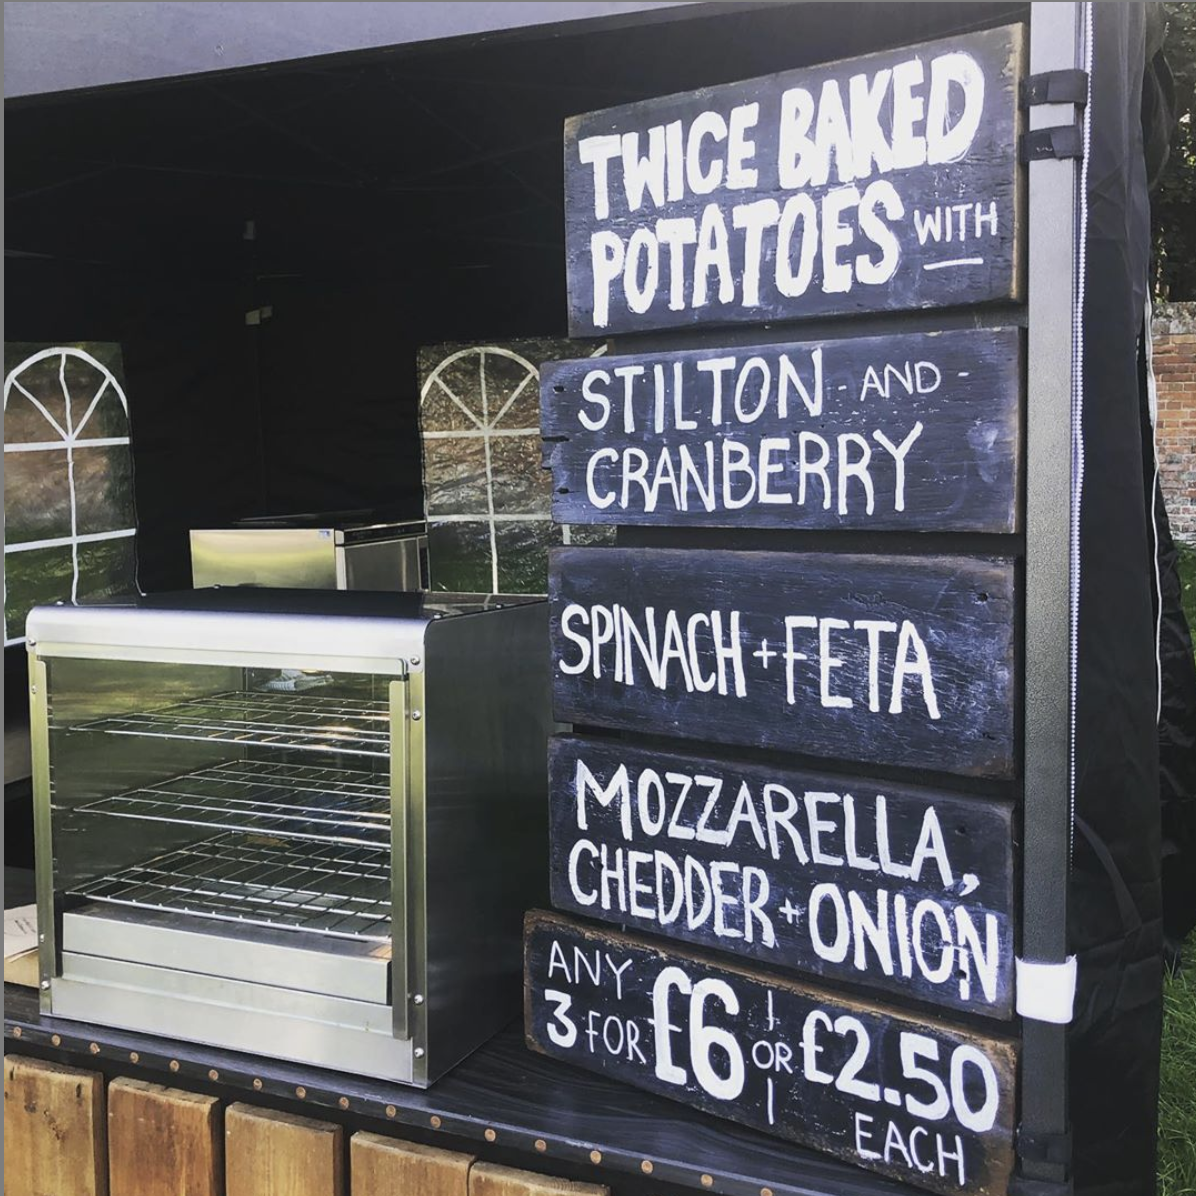 TWICE BAKED
POTATOES WITH
STILTON - AND -
CRANBERRY
SPINACH + FETA
MOZZARELLA,
CHEDDER + ONION
ANY
3 FOR £6 OR £2.50
EACH